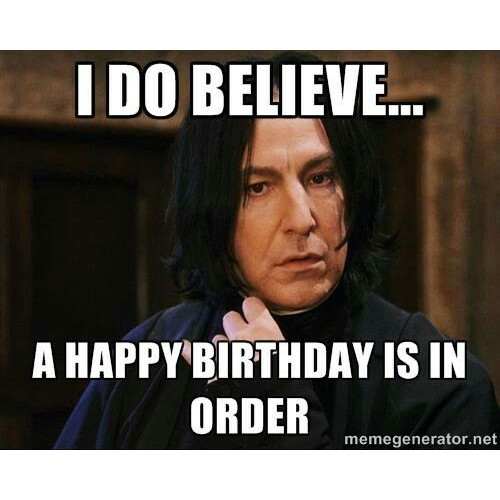 I DO BELIEVE...
A HAPPY BIRTHDAY IS IN
ORDER
memegenerator.net